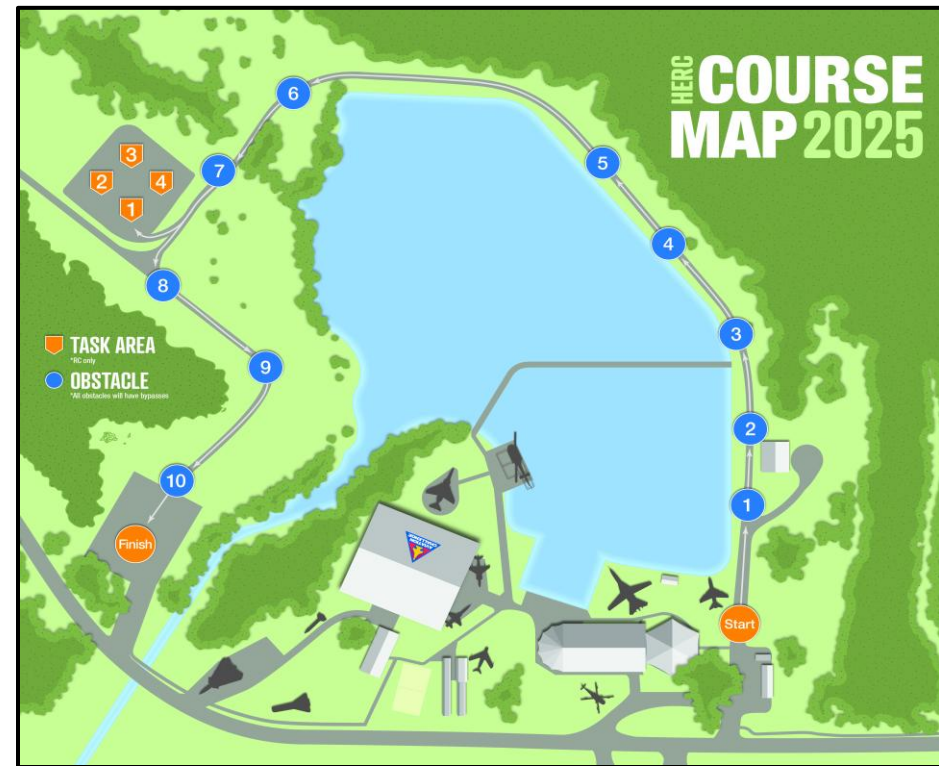 HERC
COURSE
MAP 2025
6
5
7
3
2
4
1
4
8
3
TASK AREA
*RC only
9
OBSTACLE
*All obstacles will have bypasses
2
10
1
Finish
Start